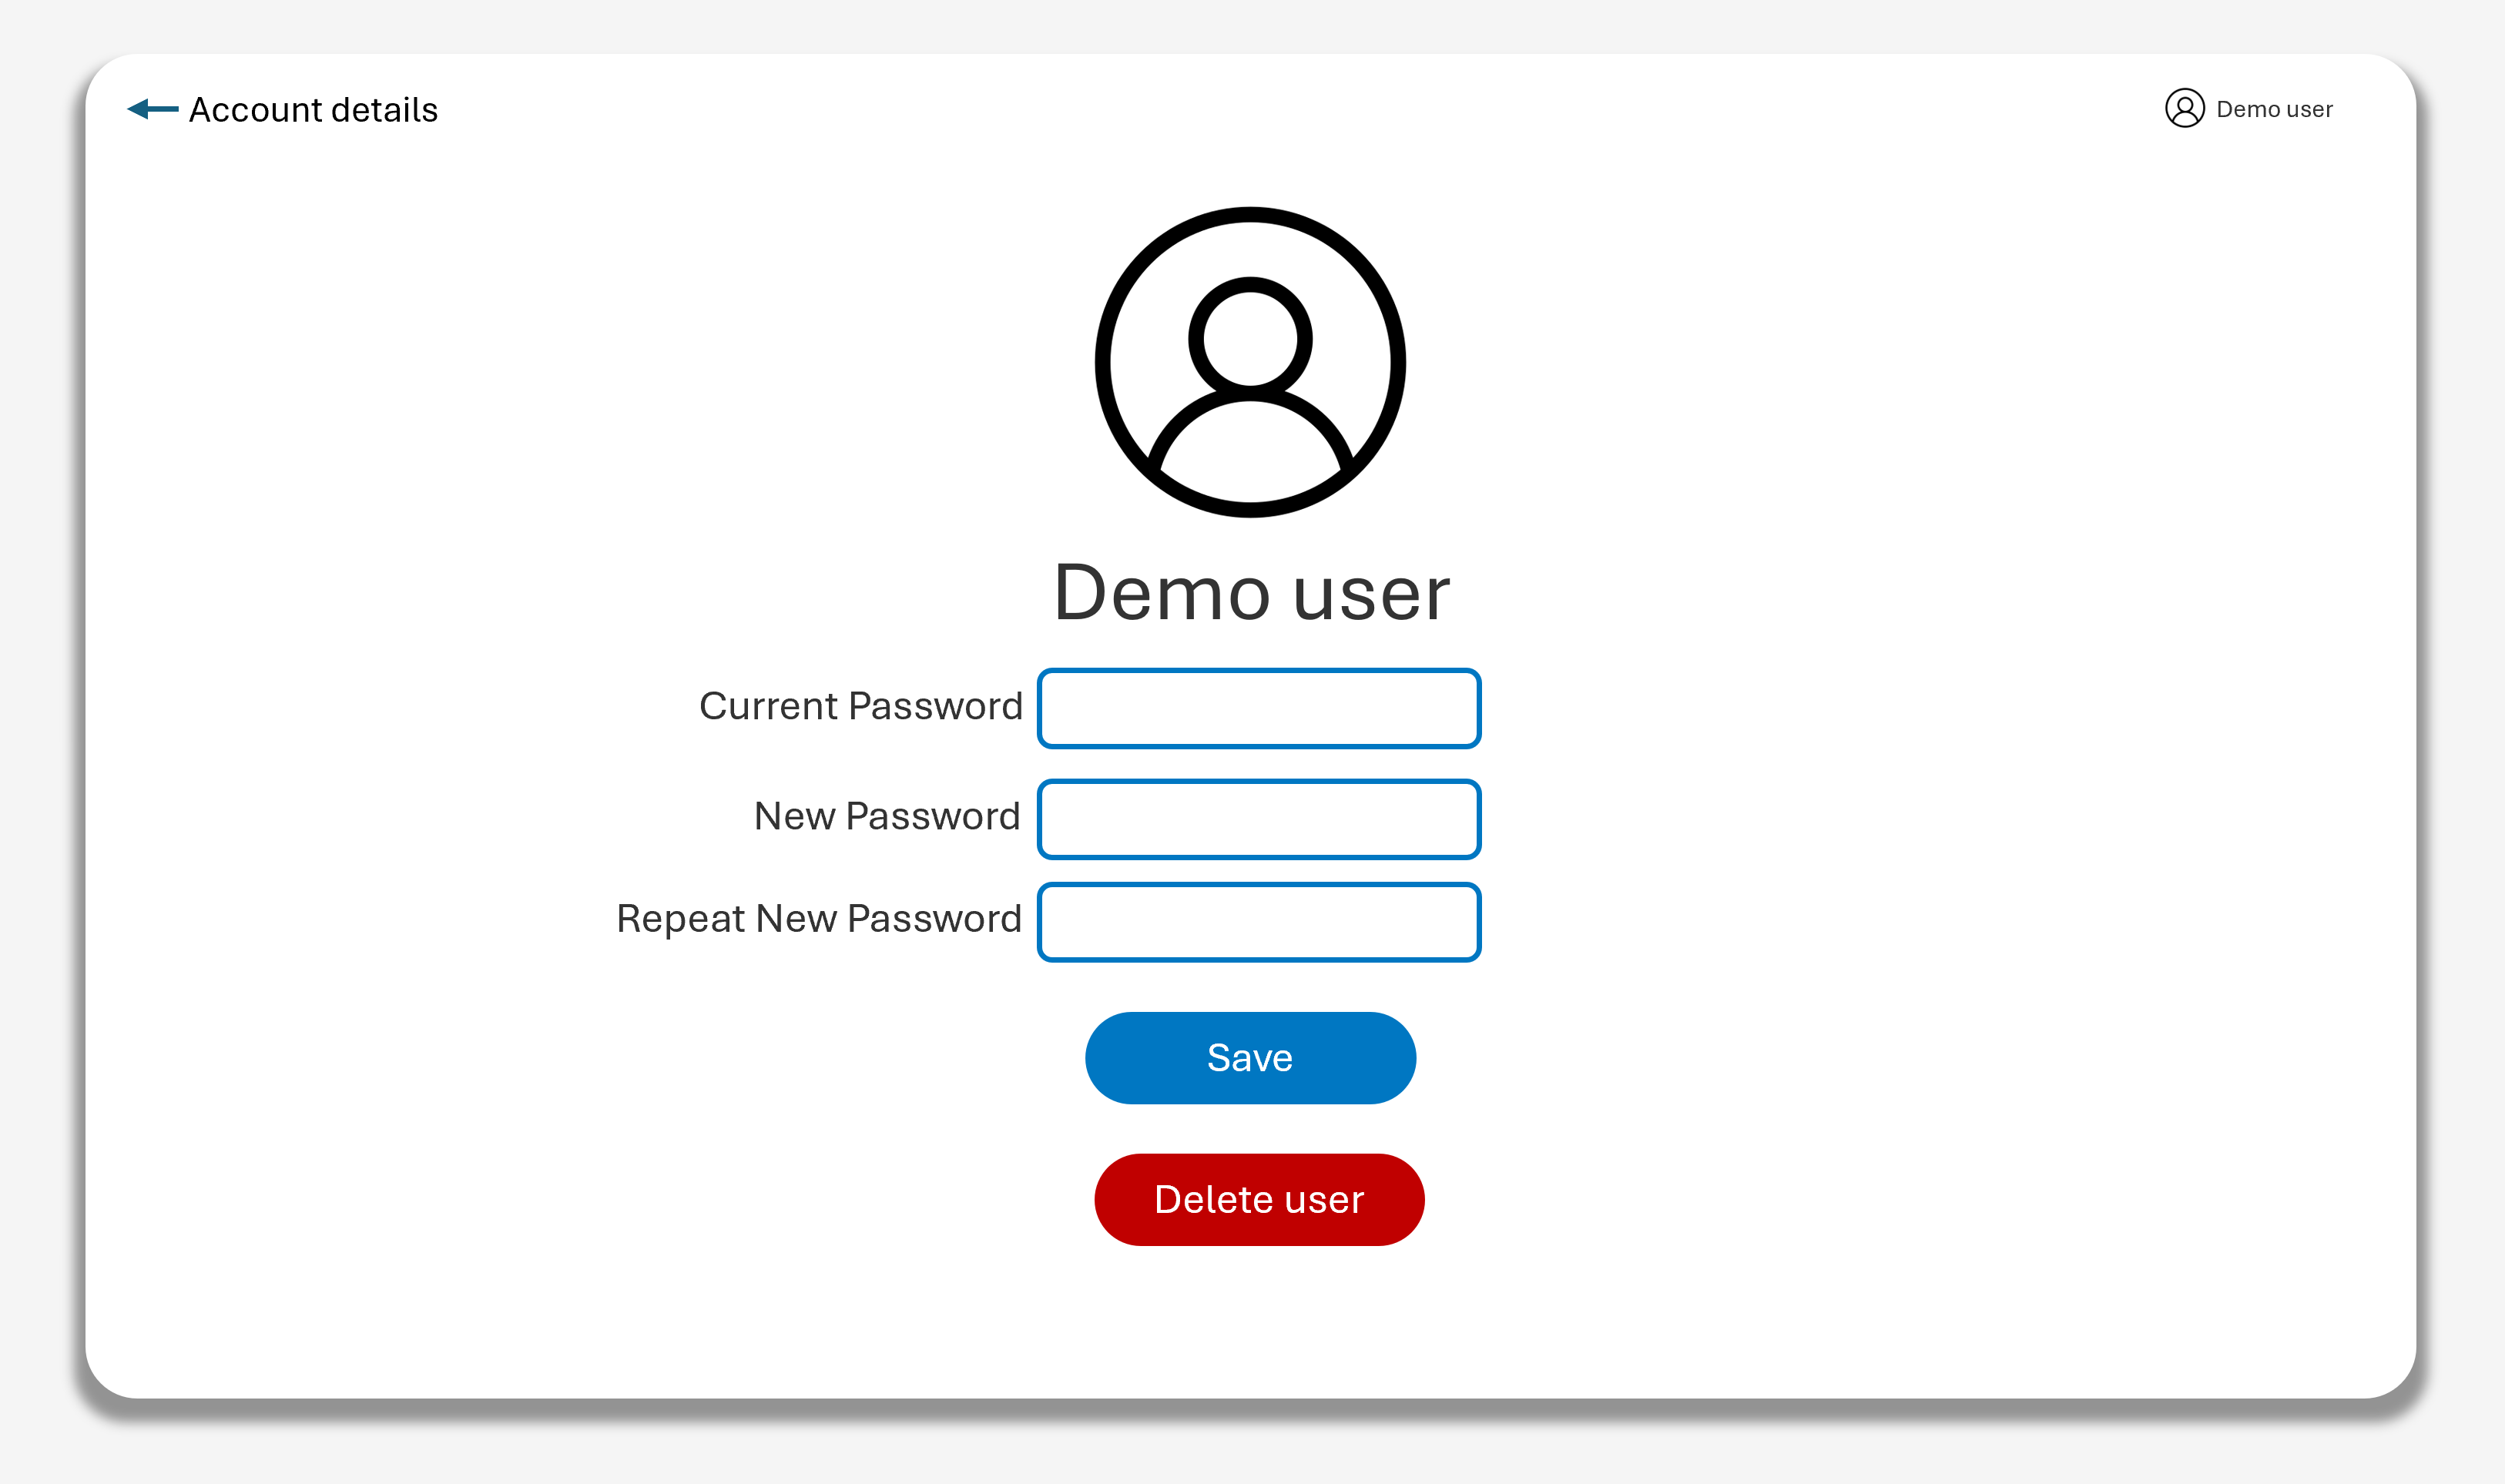 Account details
Demo user
Demo user
Current Password
New Password
Repeat New Password
Save
Delete user